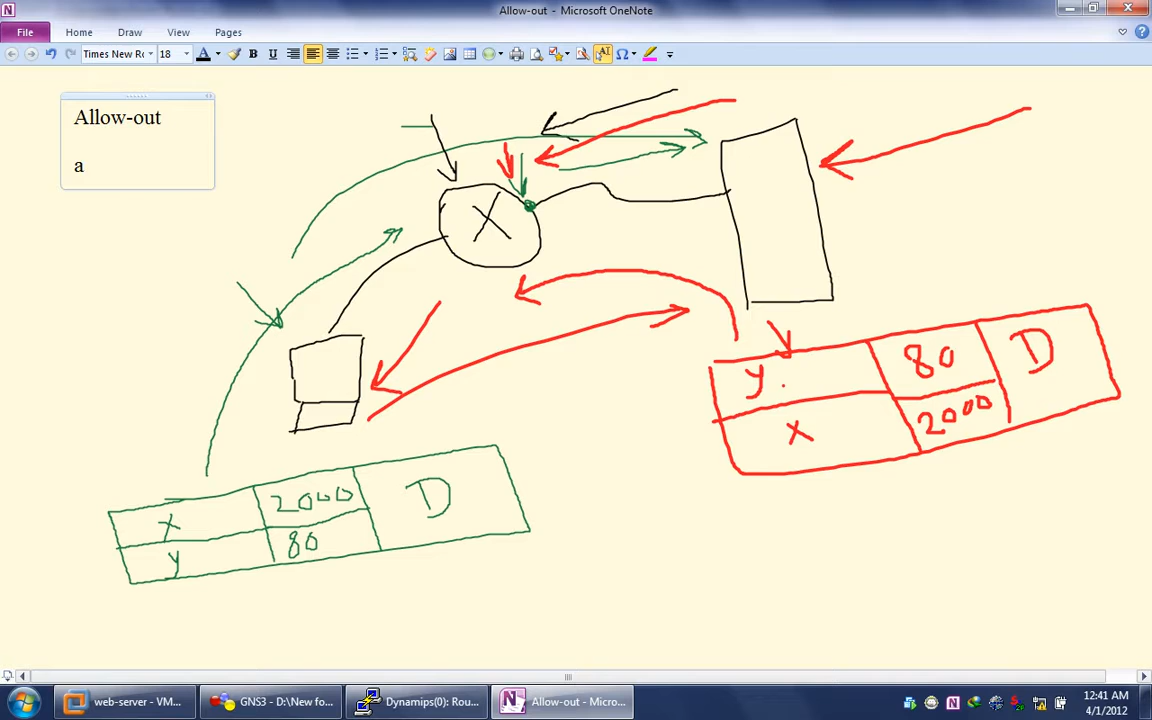 Allow-out - Microsoft OneNote
File Home Draw View Pages
Times New Ro 18 A B U A
Allow-out
a
X
y. 80 D
x 2000
x 2000 D
y 80
web-server - VM...
GNS3 - D:\New fo...
Dynamips(0): Rou...
Allow-out - Micros...
12:41 AM
4/1/2012